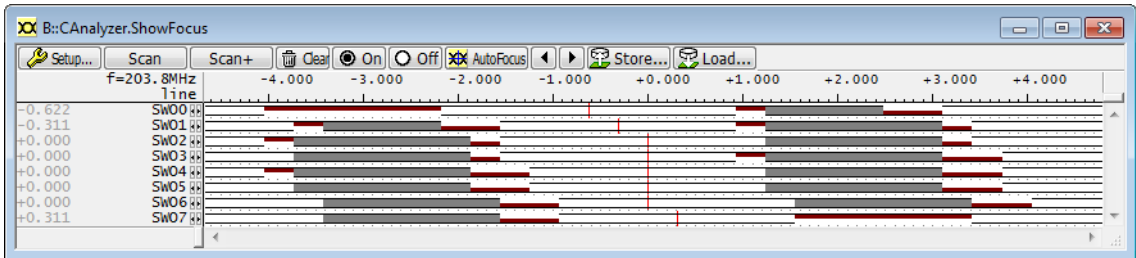 B::CAnalyzer.ShowFocus
Setup... Scan Scan+ Clear On Off AutoFocus Store... Load...
f=203.8MHz -4.000 -3.000 -2.000 -1.000 +0.000 +1.000 +2.000 +3.000 +4.000
line
-0.622 SW00
-0.311 SW01
+0.000 SW02
+0.000 SW03
+0.000 SW04
+0.000 SW05
+0.000 SW06
+0.311 SW07